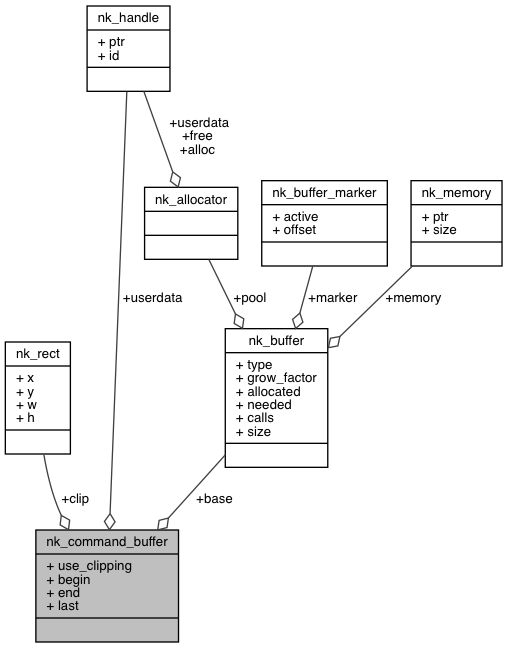 nk_handle
+ ptr
+ id
+userdata
+free
+alloc
nk_allocator
nk_buffer_marker
+ active
+ offset
nk_memory
+ ptr
+ size
+userdata
+pool
+marker
+memory
nk_rect
+ x
+ y
+ w
+ h
nk_buffer
+ type
+ grow_factor
+ allocated
+ needed
+ calls
+ size
+clip
+base
nk_command_buffer
+ use_clipping
+ begin
+ end
+ last